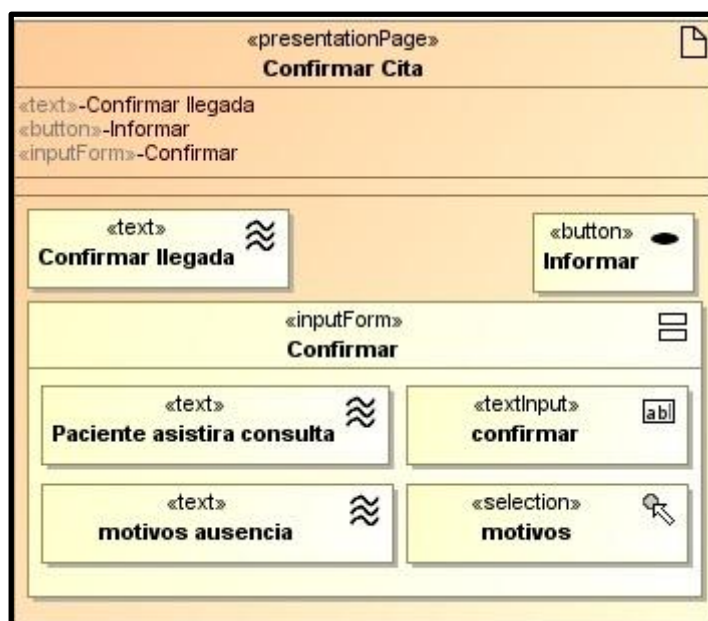 «presentationPage»
Confirmar Cita
«text»-Confirmar llegada
«button»-Informar
«inputForm»-Confirmar
«text»
Confirmar llegada
«button»
Informar
«inputForm»
Confirmar
«text»
Paciente asistira consulta
«textInput»
confirmar
ab
«text»
motivos ausencia
«selection»
motivos